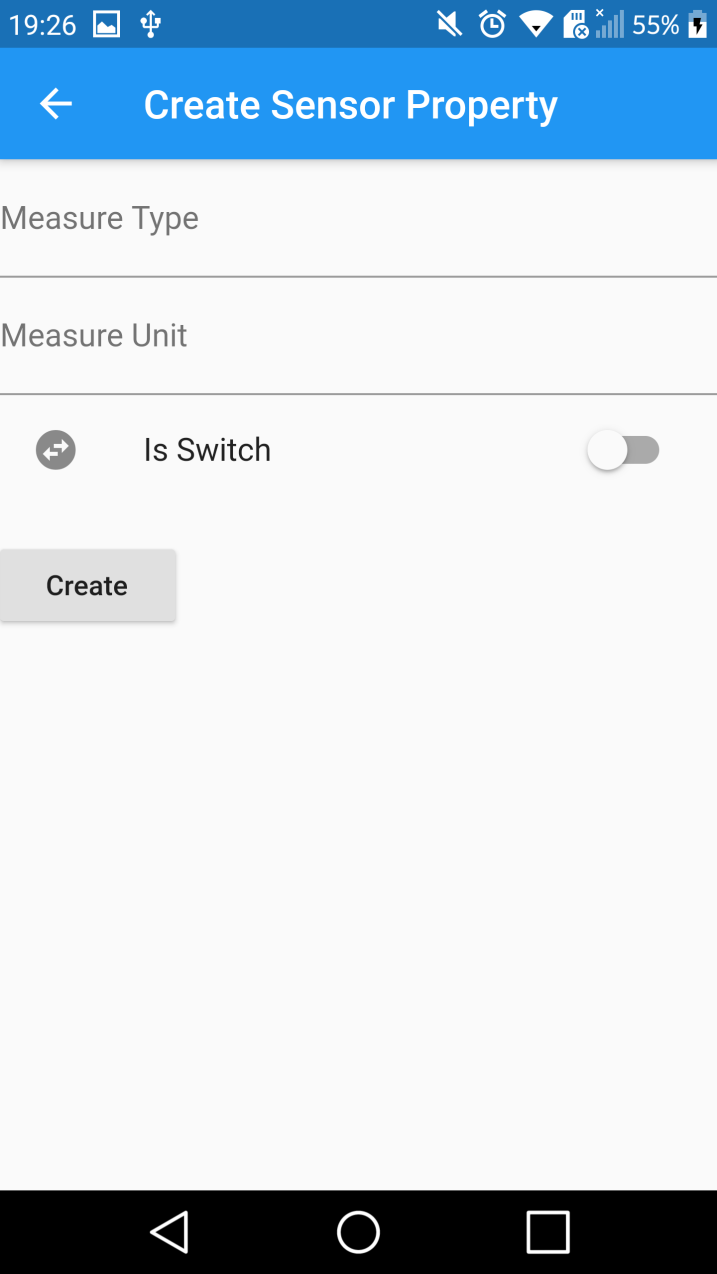 19:26 55%
Create Sensor Property
Measure Type
Measure Unit
Is Switch
Create